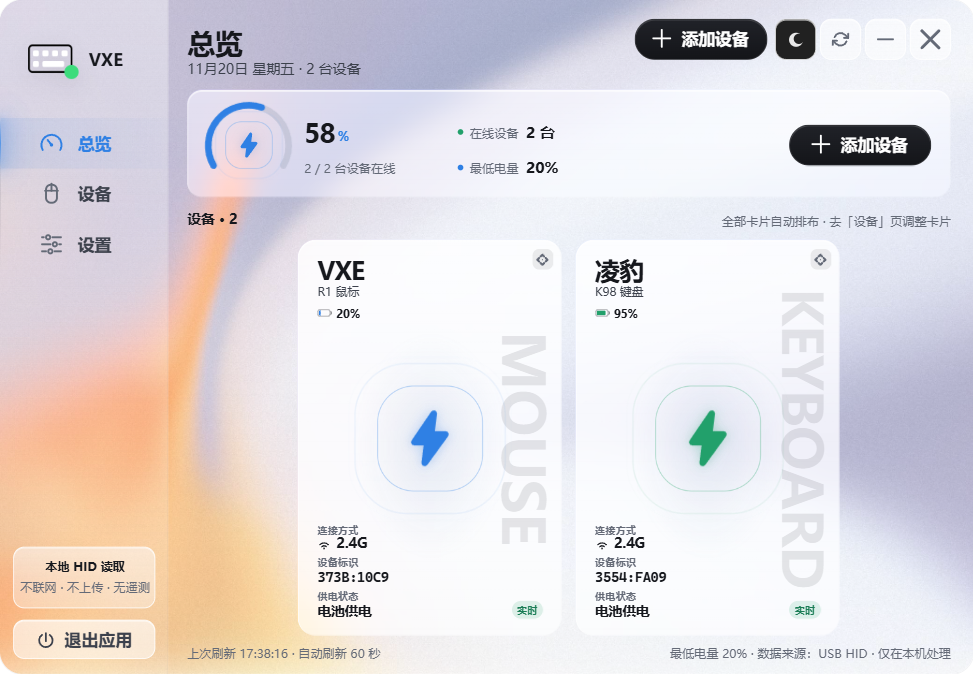 VXE
总览
设备
设置
本地 HID 读取
不联网 · 不上传 · 无遥测
退出应用
总览
11月20日 星期五 · 2 台设备
添加设备
58%
2 / 2 台设备在线
在线设备 2 台
最低电量 20%
添加设备
设备 • 2
全部卡片自动排布 · 去「设备」页调整卡片
VXE
R1 鼠标
20%
MOUSE
连接方式
2.4G
设备标识
373B:10C9
供电状态
电池供电
实时
凌豹
K98 键盘
95%
KEYBOARD
连接方式
2.4G
设备标识
3554:FA09
供电状态
电池供电
实时
上次刷新 17:38:16 · 自动刷新 60 秒
最低电量 20% · 数据来源：USB HID · 仅在本机处理